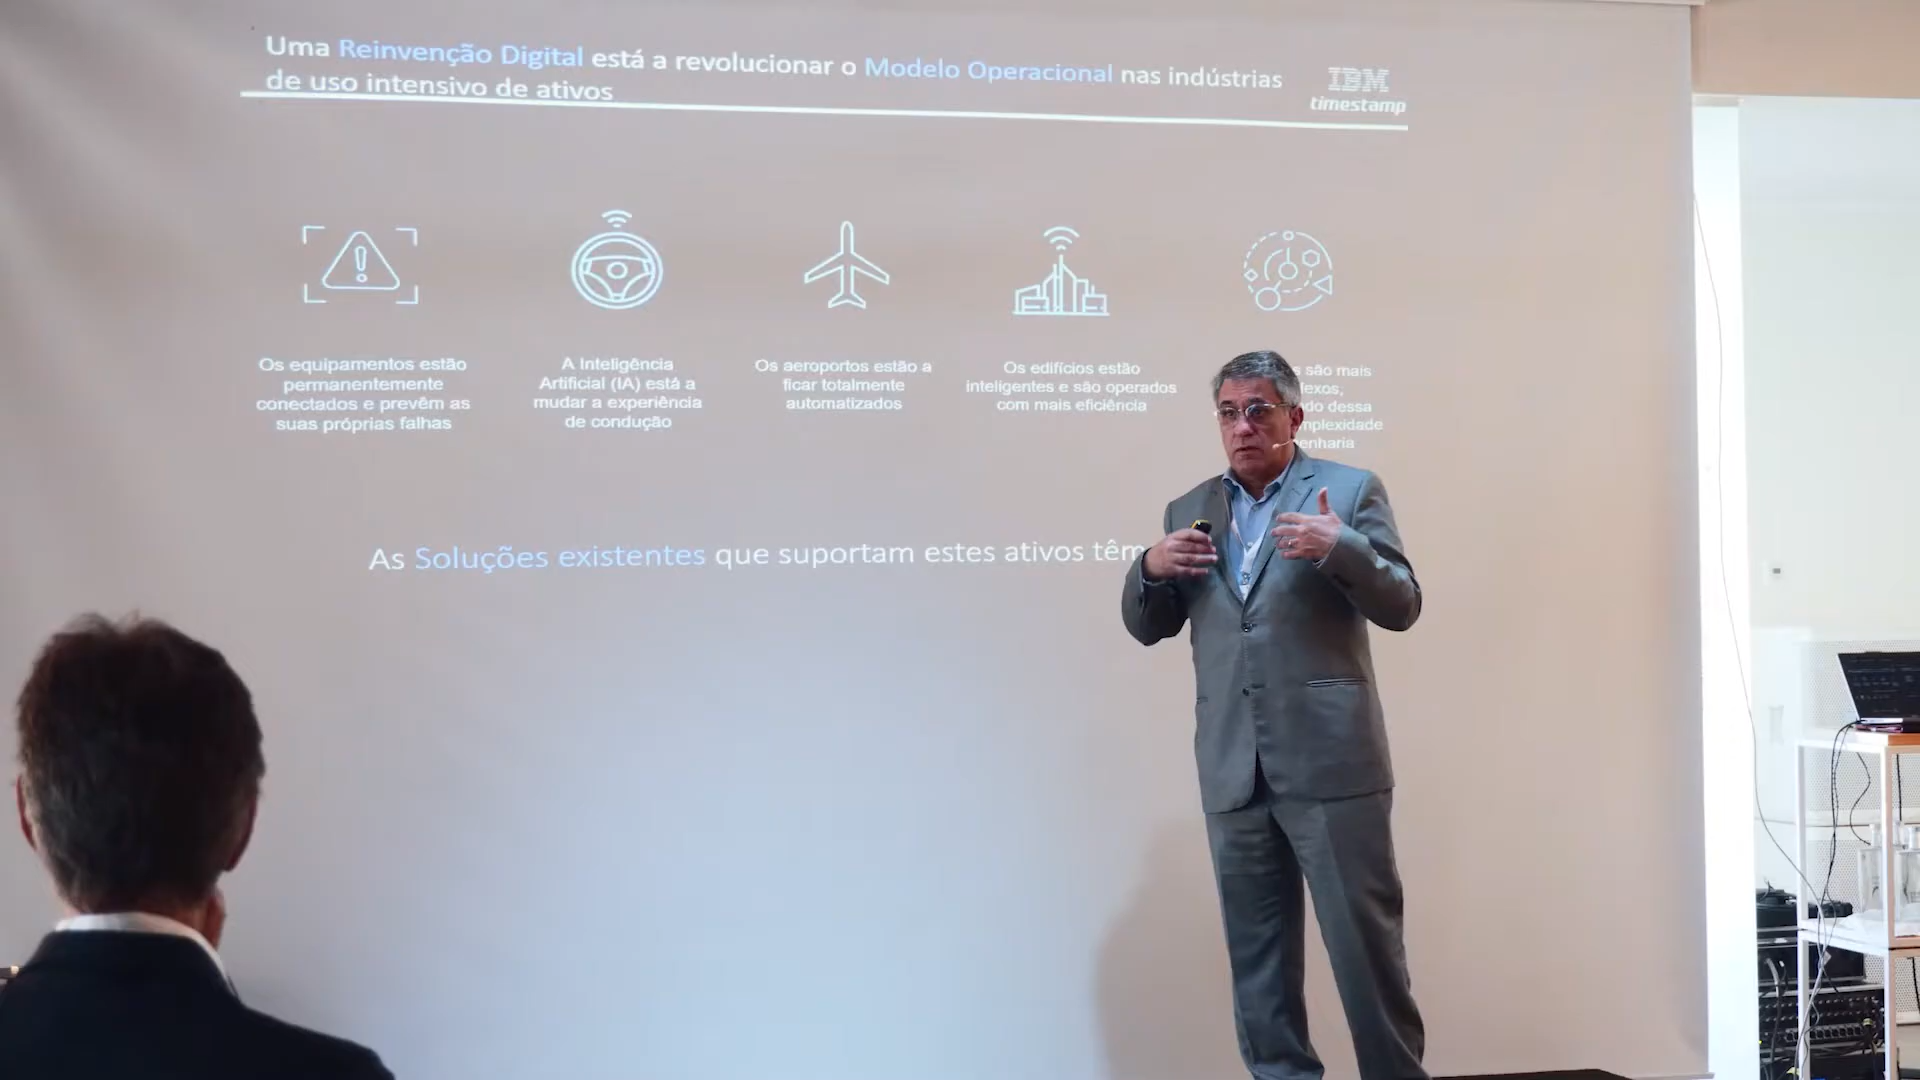 Uma Reinvenção Digital está a revolucionar o Modelo Operacional nas indústrias
de uso intensivo de ativos
IBM
timestamp
Os equipamentos estão
permanentemente
conectados e prevêm as
suas próprias falhas
A Inteligência
Artificial (IA) está a
mudar a experiência
de condução
Os aeroportos estão a
ficar totalmente
automatizados
Os edifícios estão
inteligentes e são operados
com mais eficiência
são mais
As Soluções existentes que suportam estes ativos têm